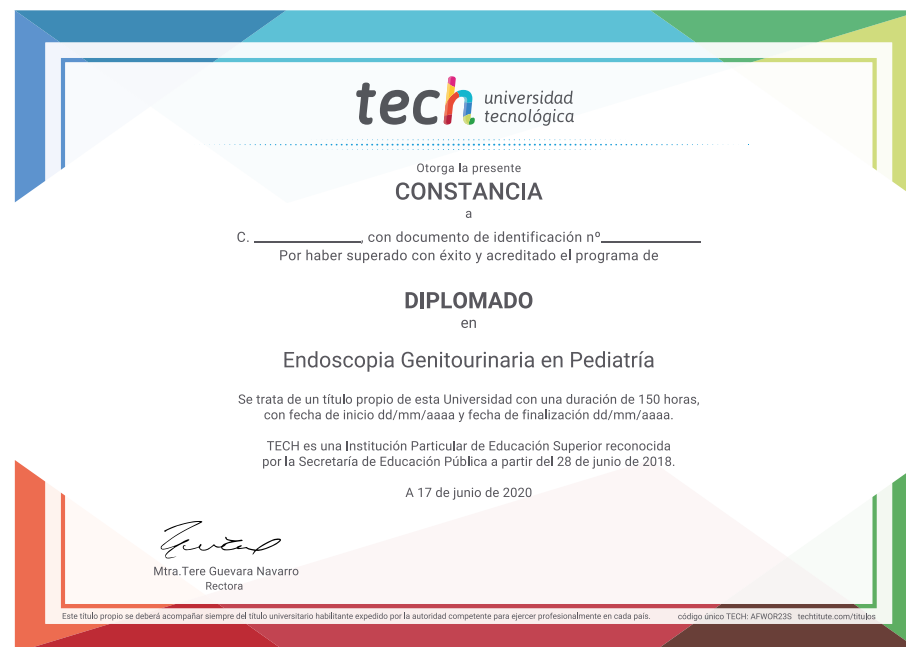 tech universidad
tecnológica
Otorga la presente
CONSTANCIA
a
C. ____________, con documento de identificación nº____________
Por haber superado con éxito y acreditado el programa de
DIPLOMADO
en
Endoscopia Genitourinaria en Pediatría
Se trata de un título propio de esta Universidad con una duración de 150 horas,
con fecha de inicio dd/mm/aaaa y fecha de finalización dd/mm/aaaa.
TECH es una Institución Particular de Educación Superior reconocida
por la Secretaría de Educación Pública a partir del 28 de junio de 2018.
A 17 de junio de 2020
Mtra.Tere Guevara Navarro
Rectora
Este título propio se deberá acompañar siempre del título universitario habilitante expedido por la autoridad competente para ejercer profesionalmente en cada país. código único TECH: AFWOR23S techtitute.com/titulos